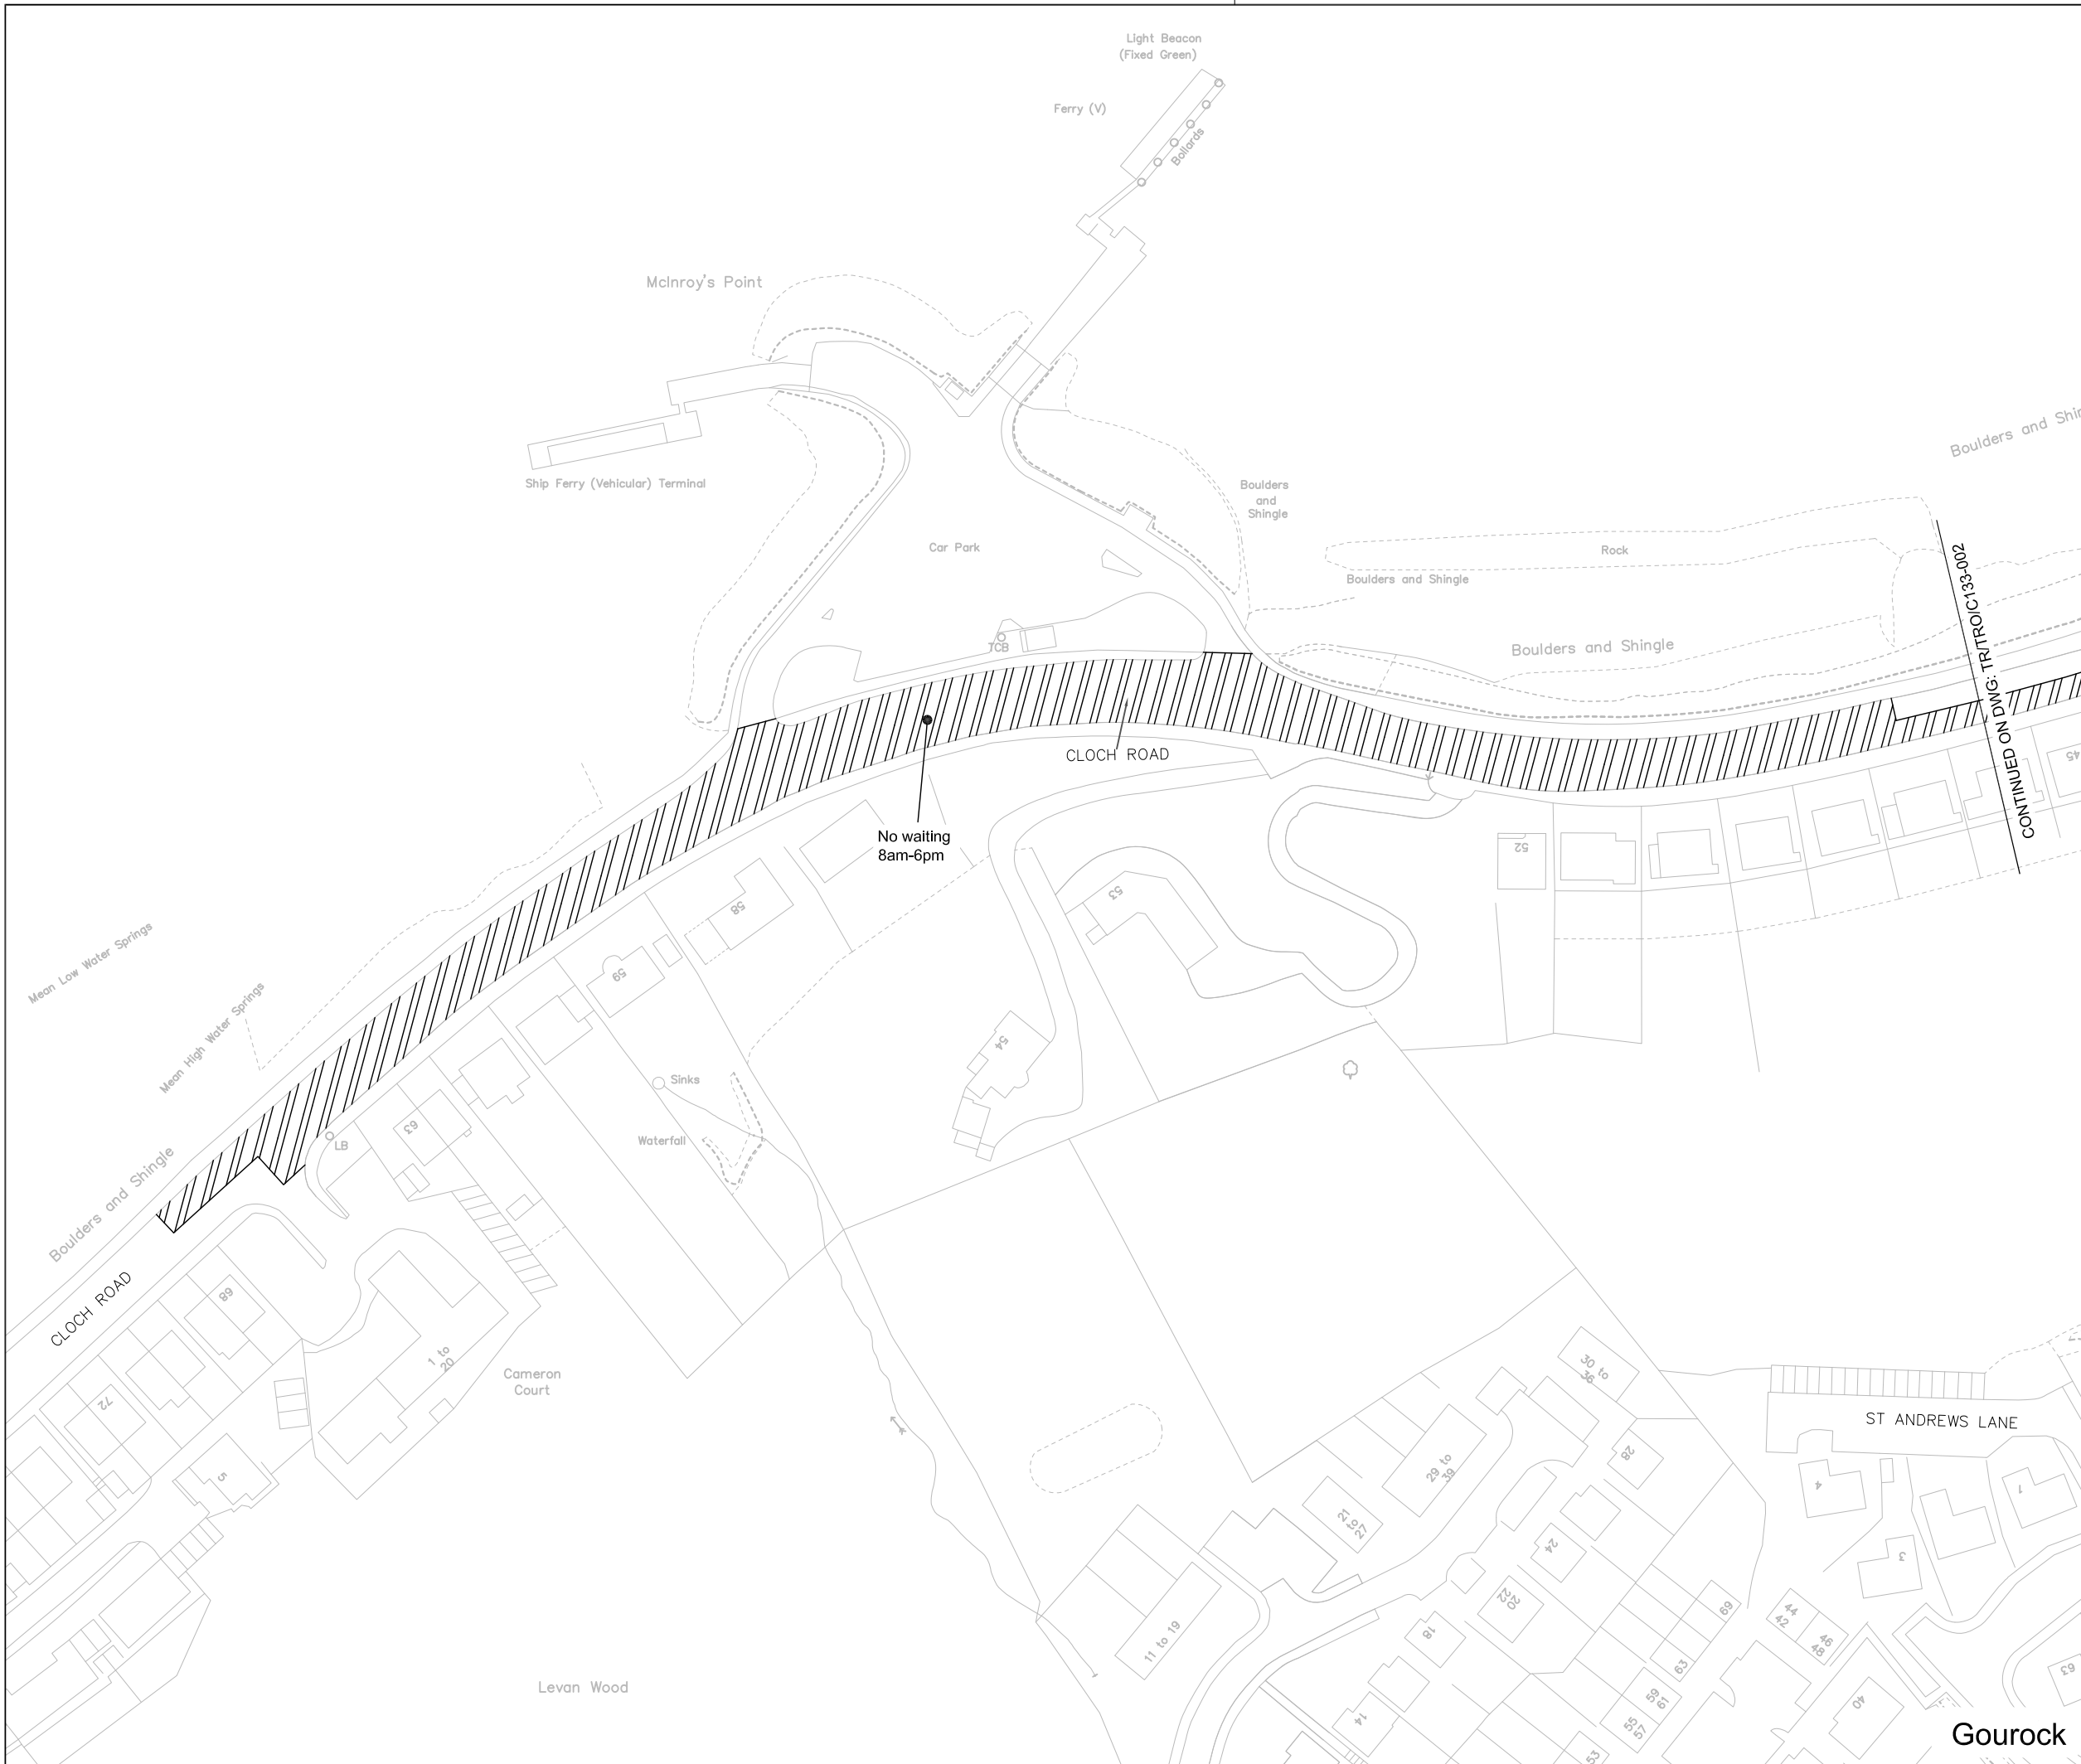 Light Beacon
(Fixed Green)
Ferry (V)
Bollards
McInroy's Point
Ship Ferry (Vehicular) Terminal
Boulders
and
Shingle
Car Park
Rock
Boulders and Shingle
Boulders and Shingle
TCB
CONTINUED ON DWG: TR/TRO/C133-002
CLOCH ROAD
No waiting
8am-6pm
45
52
53
58
59
54
Mean Low Water Springs
Mean High Water Springs
Sinks
Waterfall
63
LB
Boulders and Shingle
CLOCH ROAD
68
72
1 to
20
Cameron
Court
5
30 to
36
ST ANDREWS LANE
28
29 to
39
21
to
27
4
1
3
24
20
22
18
11 to 19
14
69
63
44
42
46
48
59
61
55
57
53
40
63
Levan Wood
Gourock